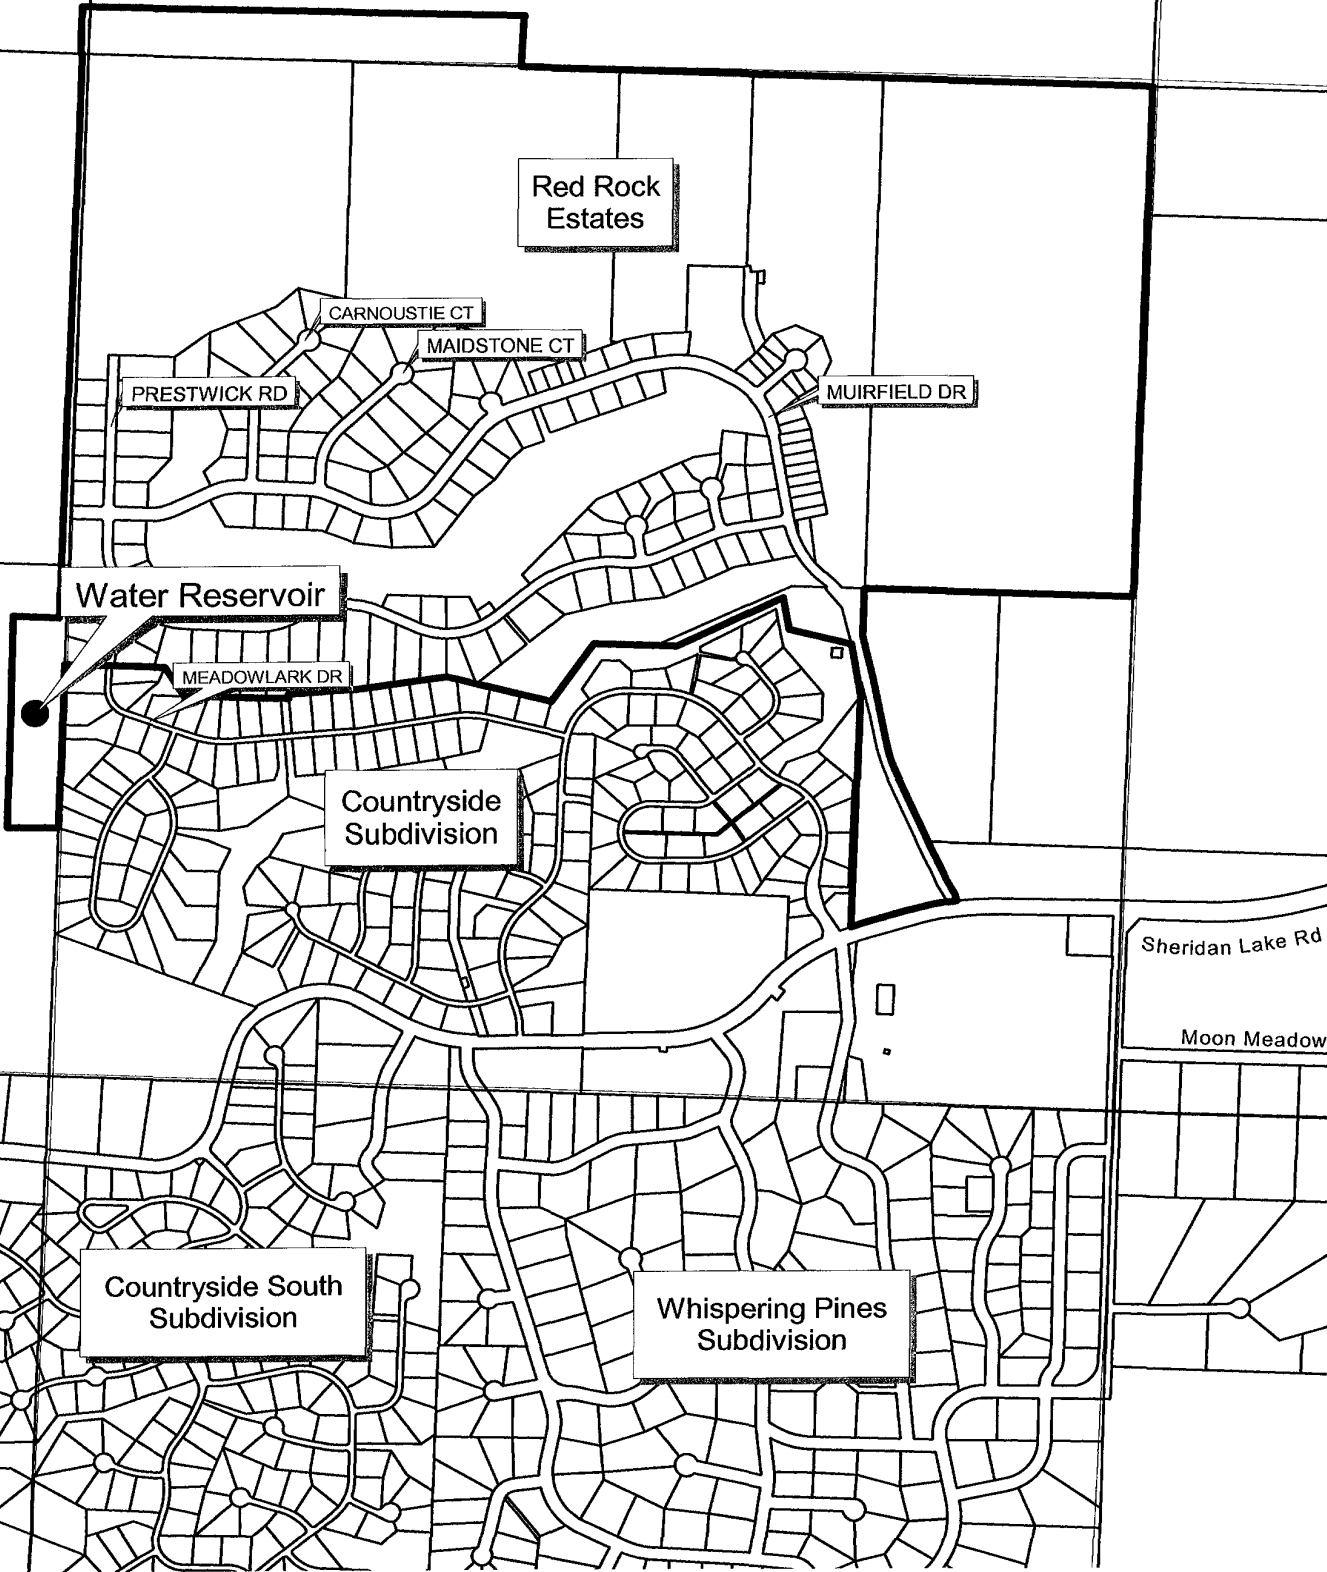 Red Rock
Estates
CARNOUSTIE CT
MAIDSTONE CT
PRESTWICK RD
MUIRFIELD DR
Water Reservoir
MEADOWLARK DR
Countryside
Subdivision
Sheridan Lake Rd
Moon Meadow
Countryside South
Subdivision
Whispering Pines
Subdivision